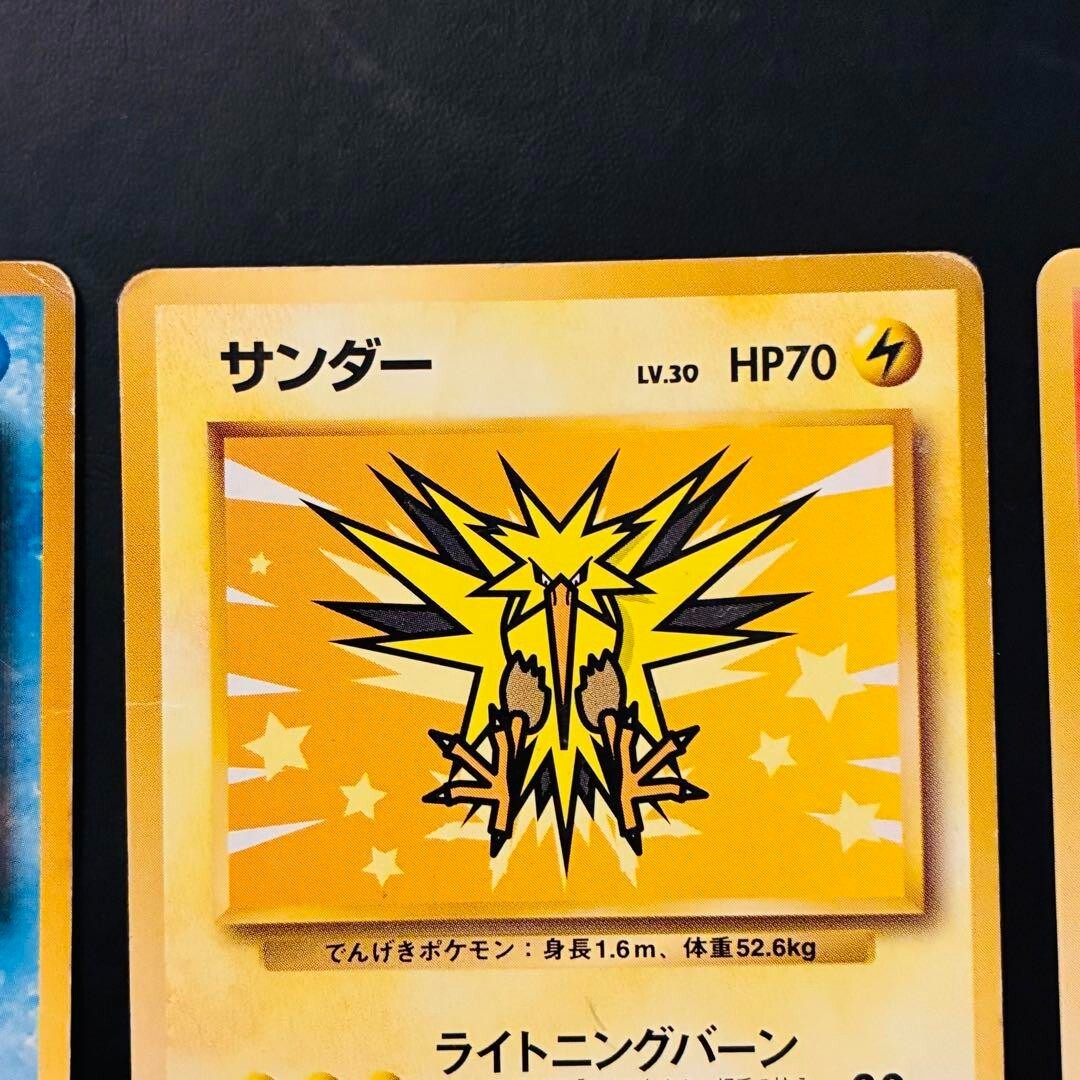 サンダー LV.30 HP70
でんげきポケモン：身長1.6m、体重52.6kg
ライトニングバーン